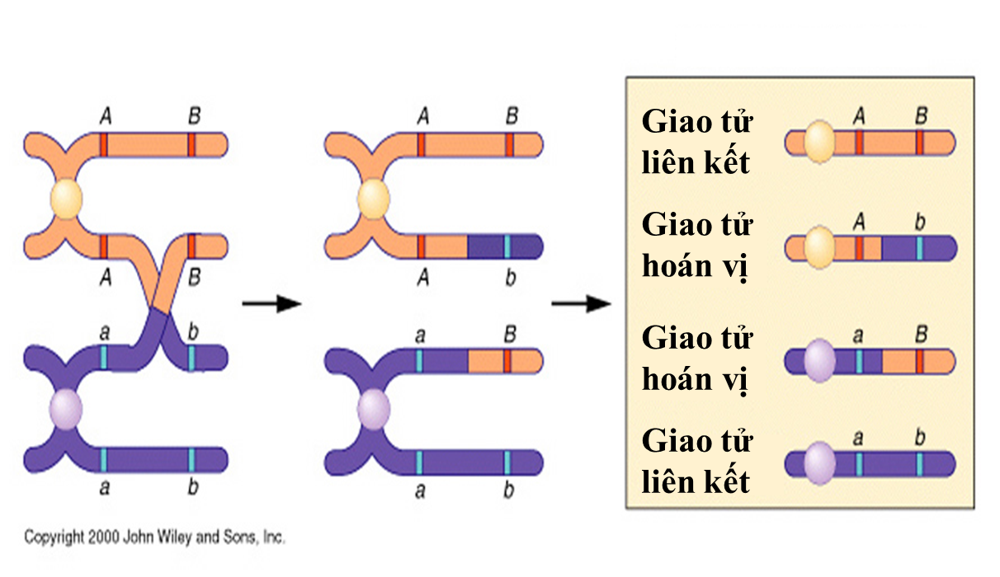 A B
A B
a b
a b
A B
A b
a B
a b
Giao tử
liên kết
A B
Giao tử
hoán vị
A b
Giao tử
hoán vị
a B
Giao tử
liên kết
a b
Copyright 2000 John Wiley and Sons, Inc.